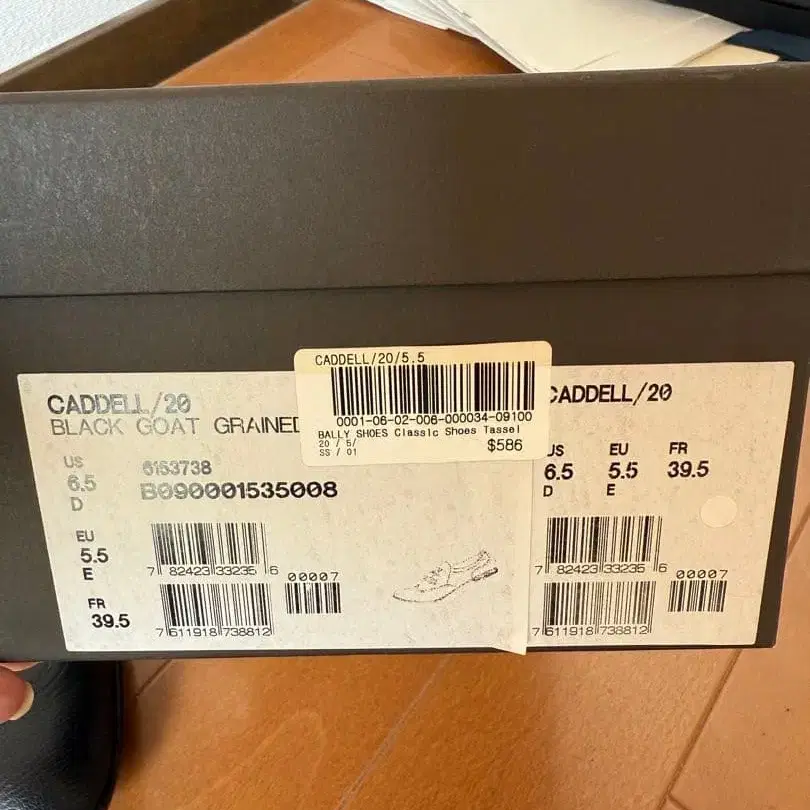 CADDELL/20/5.5
0001-06-02-006-000034-09100
BALLY SHOES Classic Shoes Tassel
20 / 5/
SS / 01
$586
CADDELL/20
BLACK GOAT GRAINED
US
6.5
D
6153738
B090001535008
EU
5.5
E
FR
39.5
7 82423 33235 6
00007
7 611918 738812
CADDELL/20
US EU FR
6.5 5.5 39.5
D E
7 82423 33235 6
00007
7 611918 738812